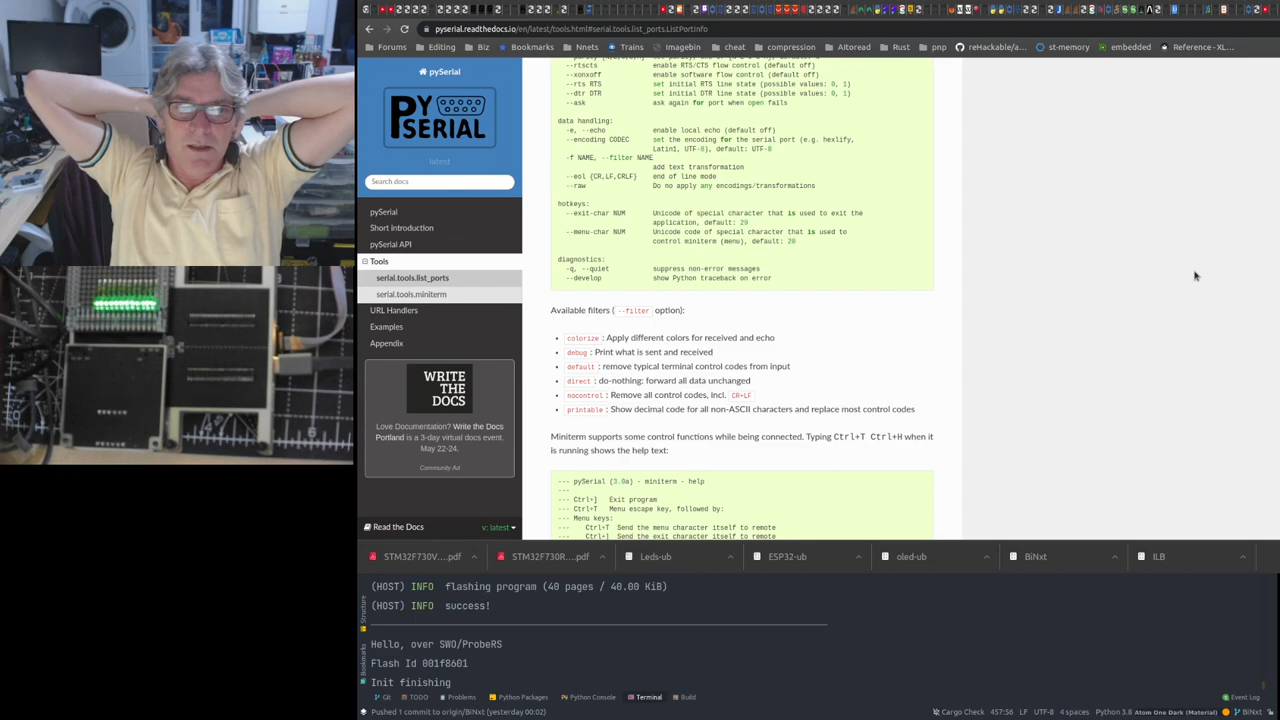 pyserial.readthedocs.io/en/latest/tools.html#serial.tools.list_ports.ListPortInfo
Forums Editing Biz Bookmarks Nnets Trains Imagebin cheat compression Aitoread Rust pnp reHackable/a... st-memory embedded Reference - XL...
pySerial
PY SERIAL
latest
Search docs
pySerial
Short introduction
pySerial API
Tools
serial.tools.list_ports
serial.tools.miniterm
URL Handlers
Examples
Appendix
WRITE
THE
DOCS
Love Documentation? Write the Docs
Portland is a 3-day virtual docs event.
May 22-24.
Community Ad
Read the Docs v: latest
--rtscts enable RTS/CTS flow control (default off)
--xonxoff enable software flow control (default off)
--rts RTS set initial RTS line state (possible values: 0, 1)
--dtr DTR set initial DTR line state (possible values: 0, 1)
--ask ask again for port when open fails
data handling:
-e, --echo enable local echo (default off)
--encoding CODEC set the encoding for the serial port (e.g. hexlify,
Latin1, UTF-8), default: UTF-8
-f NAME, --filter NAME
add text transformation
--eol {CR,LF,CRLF} end of line mode
--raw Do no apply any encodings/transformations
hotkeys:
--exit-char NUM Unicode of special character that is used to exit the
application, default: 29
--menu-char NUM Unicode code of special character that is used to
control miniterm (menu), default: 20
diagnostics:
-q, --quiet suppress non-error messages
--develop show Python traceback on error
Available filters ( --filter option):
colorize : Apply different colors for received and echo
debug : Print what is sent and received
default : remove typical terminal control codes from input
direct : do-nothing: forward all data unchanged
nocontrol : Remove all control codes, incl. CR+LF
printable : Show decimal code for all non-ASCII characters and replace most control codes
Miniterm supports some control functions while being connected. Typing Ctrl+T Ctrl+H when it
is running shows the help text:
--- pySerial (3.0a) - miniterm - help
---
--- Ctrl+] Exit program
--- Ctrl+T Menu escape key, followed by:
--- Menu keys:
--- Ctrl+T Send the menu character itself to remote
--- Ctrl+] Send the exit character itself to remote
STM32F730V....pdf STM32F730R....pdf Leds-ub ESP32-ub oled-ub BiNxt ILB
(HOST) INFO flashing program (40 pages / 40.00 KiB)
(HOST) INFO success!
Hello, over SWO/ProbeRS
Flash Id 001f8601
Init finishing
Structure
Bookmarks
Git TODO Problems Python Packages Python Console Terminal Build Event Log
Pushed 1 commit to origin/BiNxt (yesterday 00:02) Cargo Check 457:56 LF UTF-8 4 spaces Python 3.8 Atom One Dark (Material) BiNxt